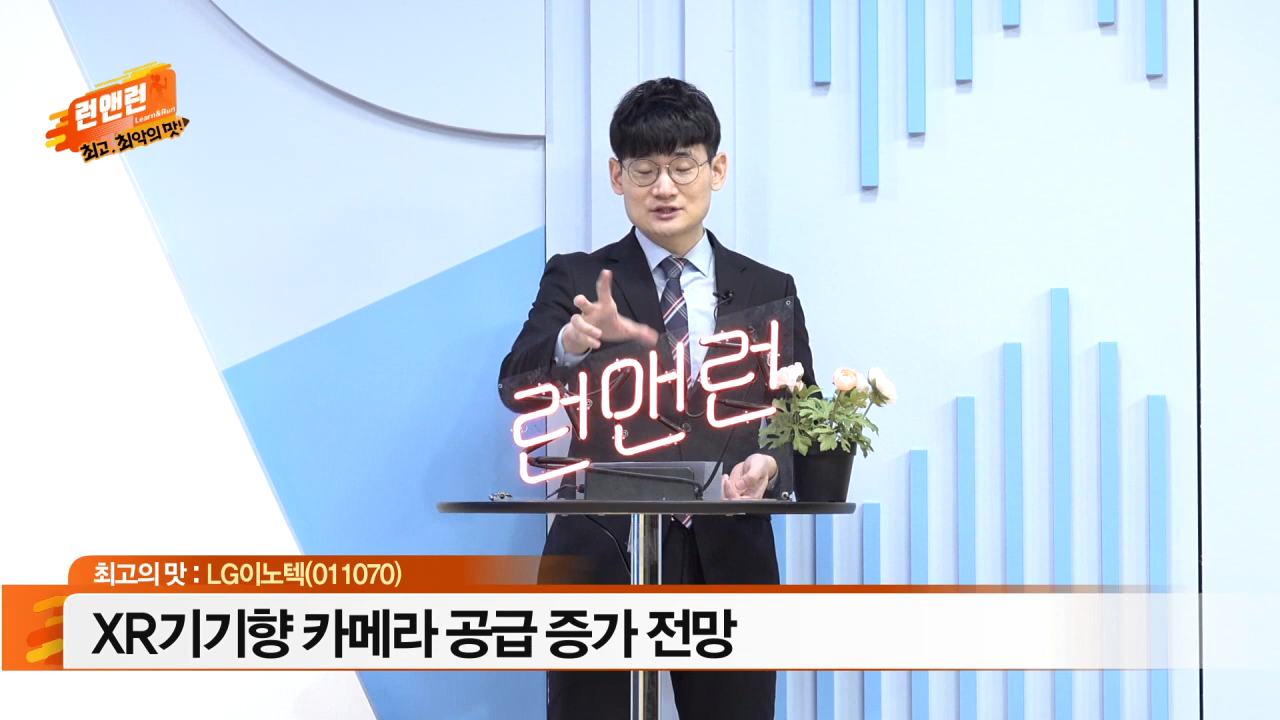 런앤런
Learn&Run
최고, 최악의 맛!
런앤런
최고의 맛 : LG이노텍(011070)
XR기기향 카메라 공급 증가 전망